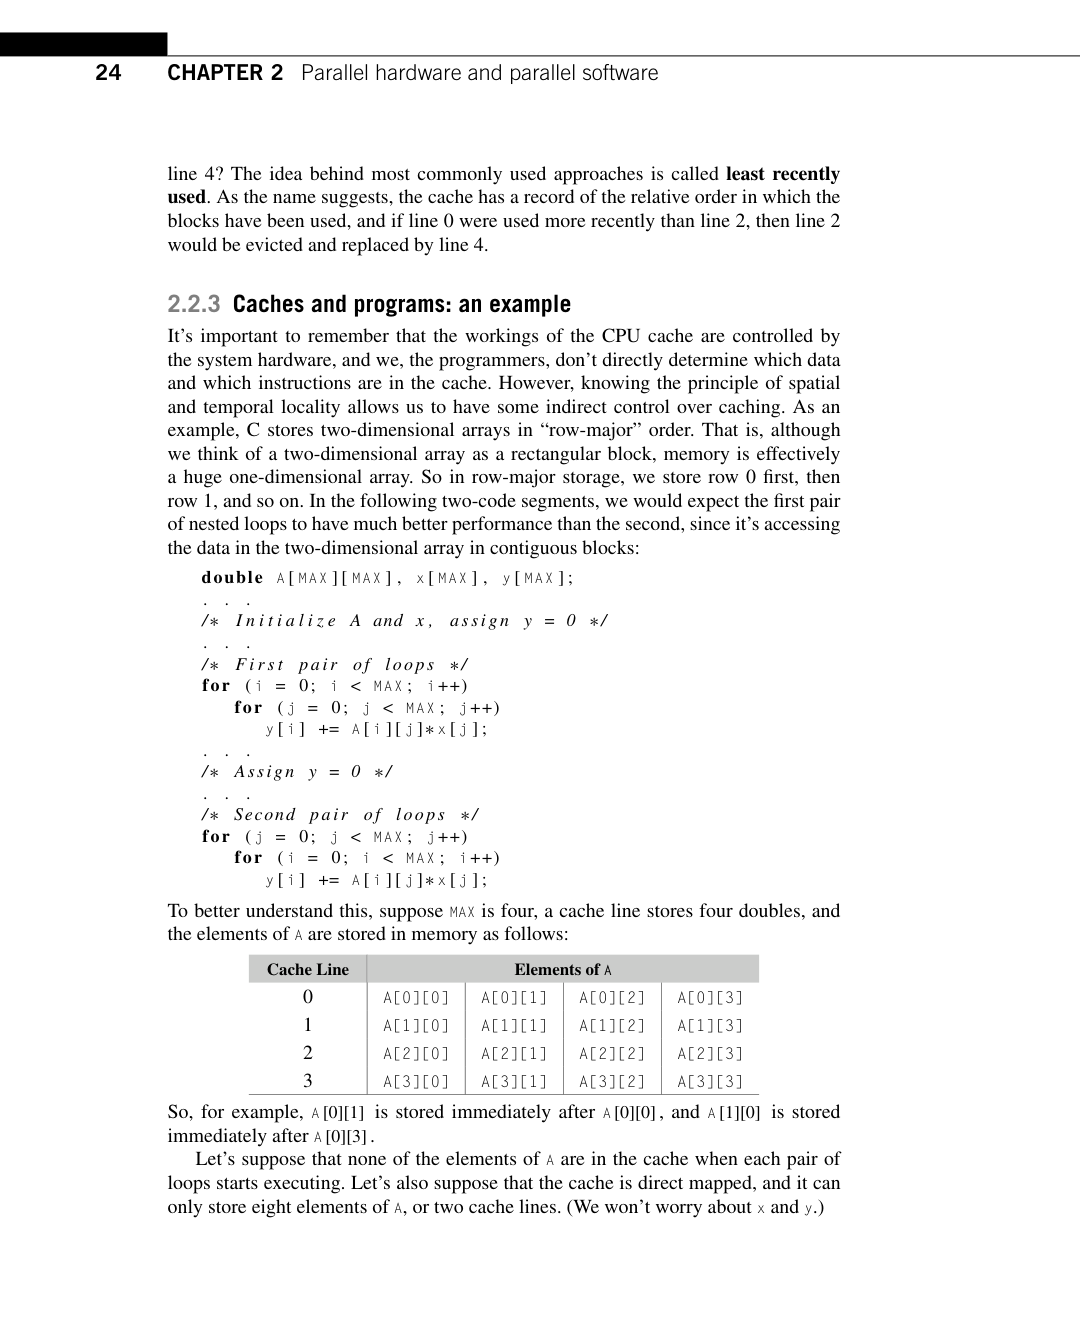 24 CHAPTER 2 Parallel hardware and parallel software
line 4? The idea behind most commonly used approaches is called least recently
used. As the name suggests, the cache has a record of the relative order in which the
blocks have been used, and if line 0 were used more recently than line 2, then line 2
would be evicted and replaced by line 4.
2.2.3 Caches and programs: an example
It's important to remember that the workings of the CPU cache are controlled by
the system hardware, and we, the programmers, don't directly determine which data
and which instructions are in the cache. However, knowing the principle of spatial
and temporal locality allows us to have some indirect control over caching. As an
example, C stores two-dimensional arrays in “row-major” order. That is, although
we think of a two-dimensional array as a rectangular block, memory is effectively
a huge one-dimensional array. So in row-major storage, we store row 0 first, then
row 1, and so on. In the following two-code segments, we would expect the first pair
of nested loops to have much better performance than the second, since it's accessing
the data in the two-dimensional array in contiguous blocks:
double A[MAX][MAX], x[MAX], y[MAX];
. . .
/* Initialize A and x, assign y = 0 */
. . .
/* First pair of loops */
for (i = 0; i < MAX; i++)
for (j = 0; j < MAX; j++)
y[i] += A[i][j]*x[j];
. . .
/* Assign y = 0 */
. . .
/* Second pair of loops */
for (j = 0; j < MAX; j++)
for (i = 0; i < MAX; i++)
y[i] += A[i][j]*x[j];
To better understand this, suppose MAX is four, a cache line stores four doubles, and
the elements of A are stored in memory as follows:
Cache Line Elements of A
0 A[0][0] A[0][1] A[0][2] A[0][3]
1 A[1][0] A[1][1] A[1][2] A[1][3]
2 A[2][0] A[2][1] A[2][2] A[2][3]
3 A[3][0] A[3][1] A[3][2] A[3][3]
So, for example, A[0][1] is stored immediately after A[0][0], and A[1][0] is stored
immediately after A[0][3].
Let's suppose that none of the elements of A are in the cache when each pair of
loops starts executing. Let's also suppose that the cache is direct mapped, and it can
only store eight elements of A, or two cache lines. (We won't worry about x and y.)